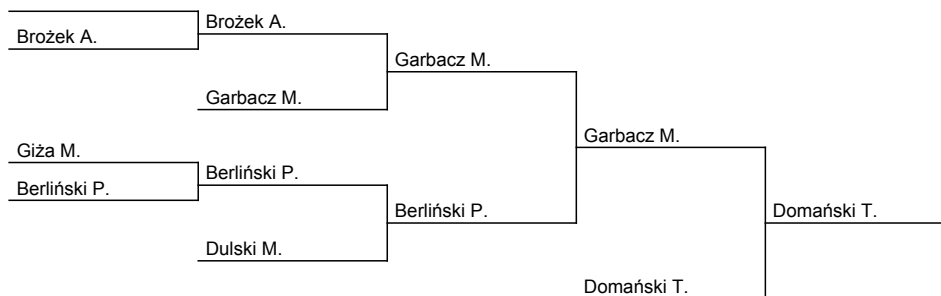 Brożek A.
Brożek A.
Garbacz M.
Garbacz M.
Giża M.
Garbacz M.
Berliński P.
Berliński P.
Berliński P.
Domański T.
Dulski M.
Domański T.